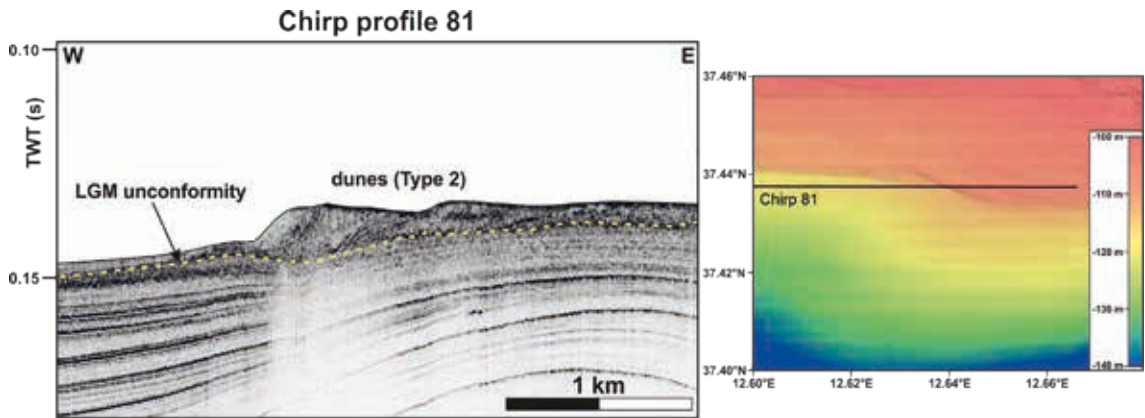 Chirp profile 81
0.10
W
E
TWT (s)
LGM unconformity
dunes (Type 2)
0.15
1 km
37.46°N
37.44°N
37.42°N
37.40°N
Chirp 81
-100 m
-110 m
-120 m
-130 m
-140 m
12.60°E
12.62°E
12.64°E
12.66°E